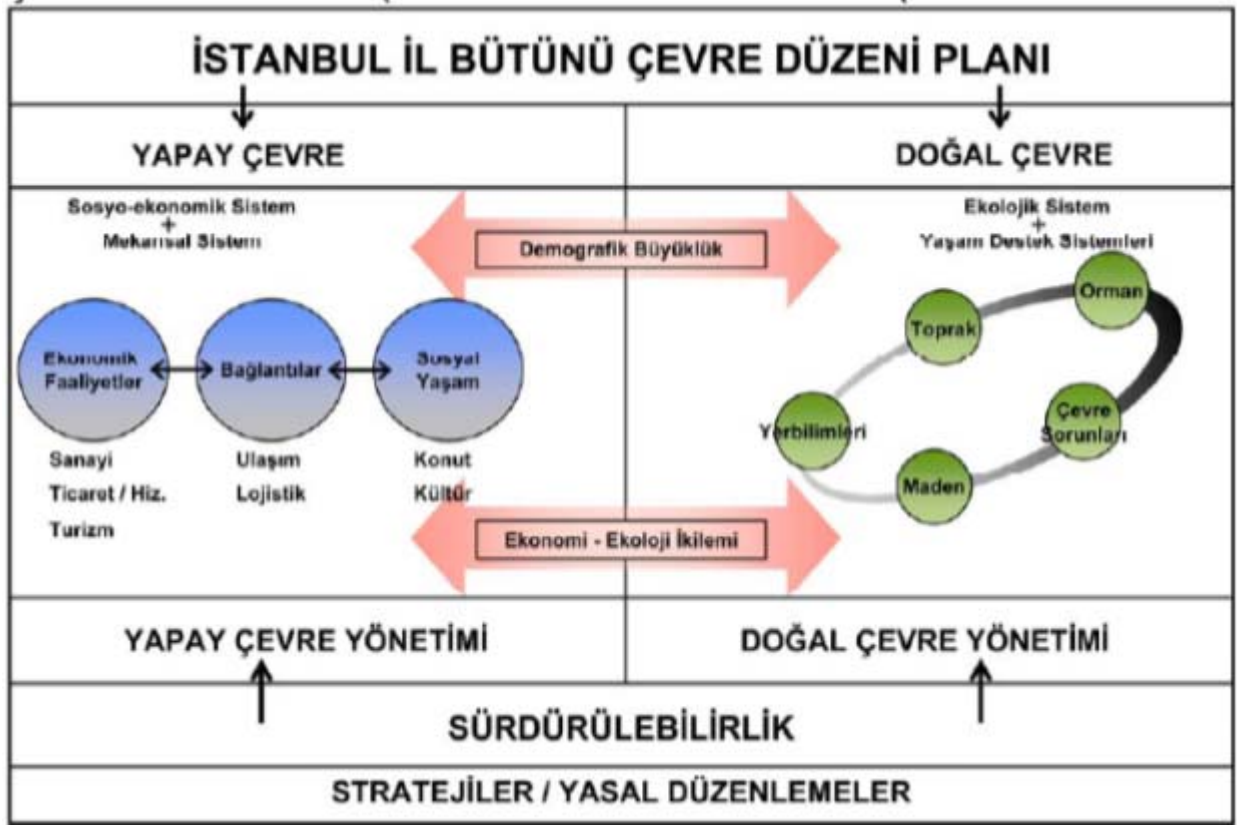 İSTANBUL İL BÜTÜNÜ ÇEVRE DÜZENİ PLANI
YAPAY ÇEVRE
DOĞAL ÇEVRE
Sosyo-ekonomik Sistem
+
Mekansal Sistem
Demografik Büyüklük
Ekolojik Sistem
+
Yaşam Destek Sistemleri
Ekonomik
Faaliyetler
Bağlantılar
Sosyal
Yaşam
Sanayi
Ticaret / Hiz.
Turizm
Ulaşım
Lojistik
Konut
Kültür
Orman
Toprak
Yerbilimleri
Çevre
Sorunları
Maden
Ekonomi - Ekoloji İkilemi
YAPAY ÇEVRE YÖNETİMİ
DOĞAL ÇEVRE YÖNETİMİ
SÜRDÜRÜLEBİLİRLİK
STRATEJİLER / YASAL DÜZENLEMELER